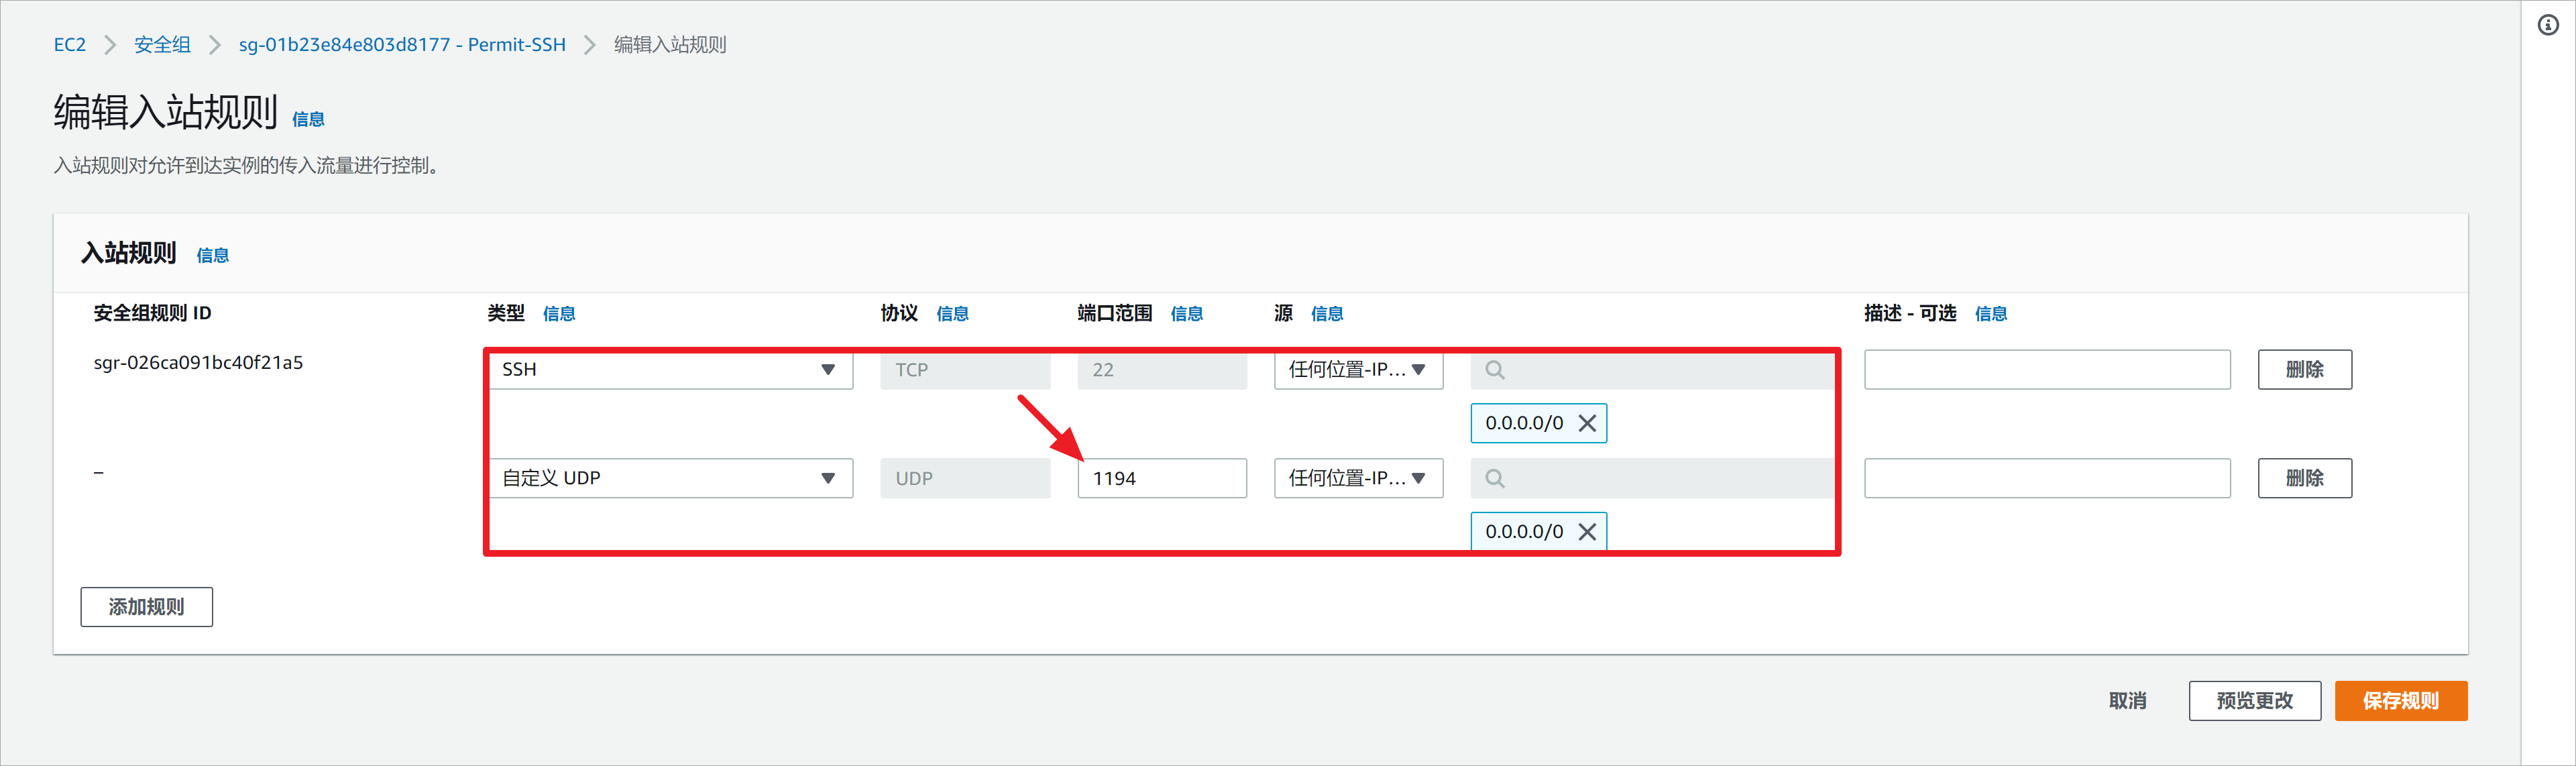 EC2 > 安全组 > sg-01b23e84e803d8177 - Permit-SSH > 编辑入站规则
编辑入站规则 信息
入站规则对允许到达实例的传入流量进行控制。
入站规则 信息
安全组规则 ID 类型 信息 协议 信息 端口范围 信息 源 信息 描述 - 可选 信息
sgr-026ca091bc40f21a5 SSH TCP 22 任何位置-IP... 删除
0.0.0.0/0
– 自定义 UDP UDP 1194 任何位置-IP... 删除
0.0.0.0/0
添加规则
取消 预览更改 保存规则